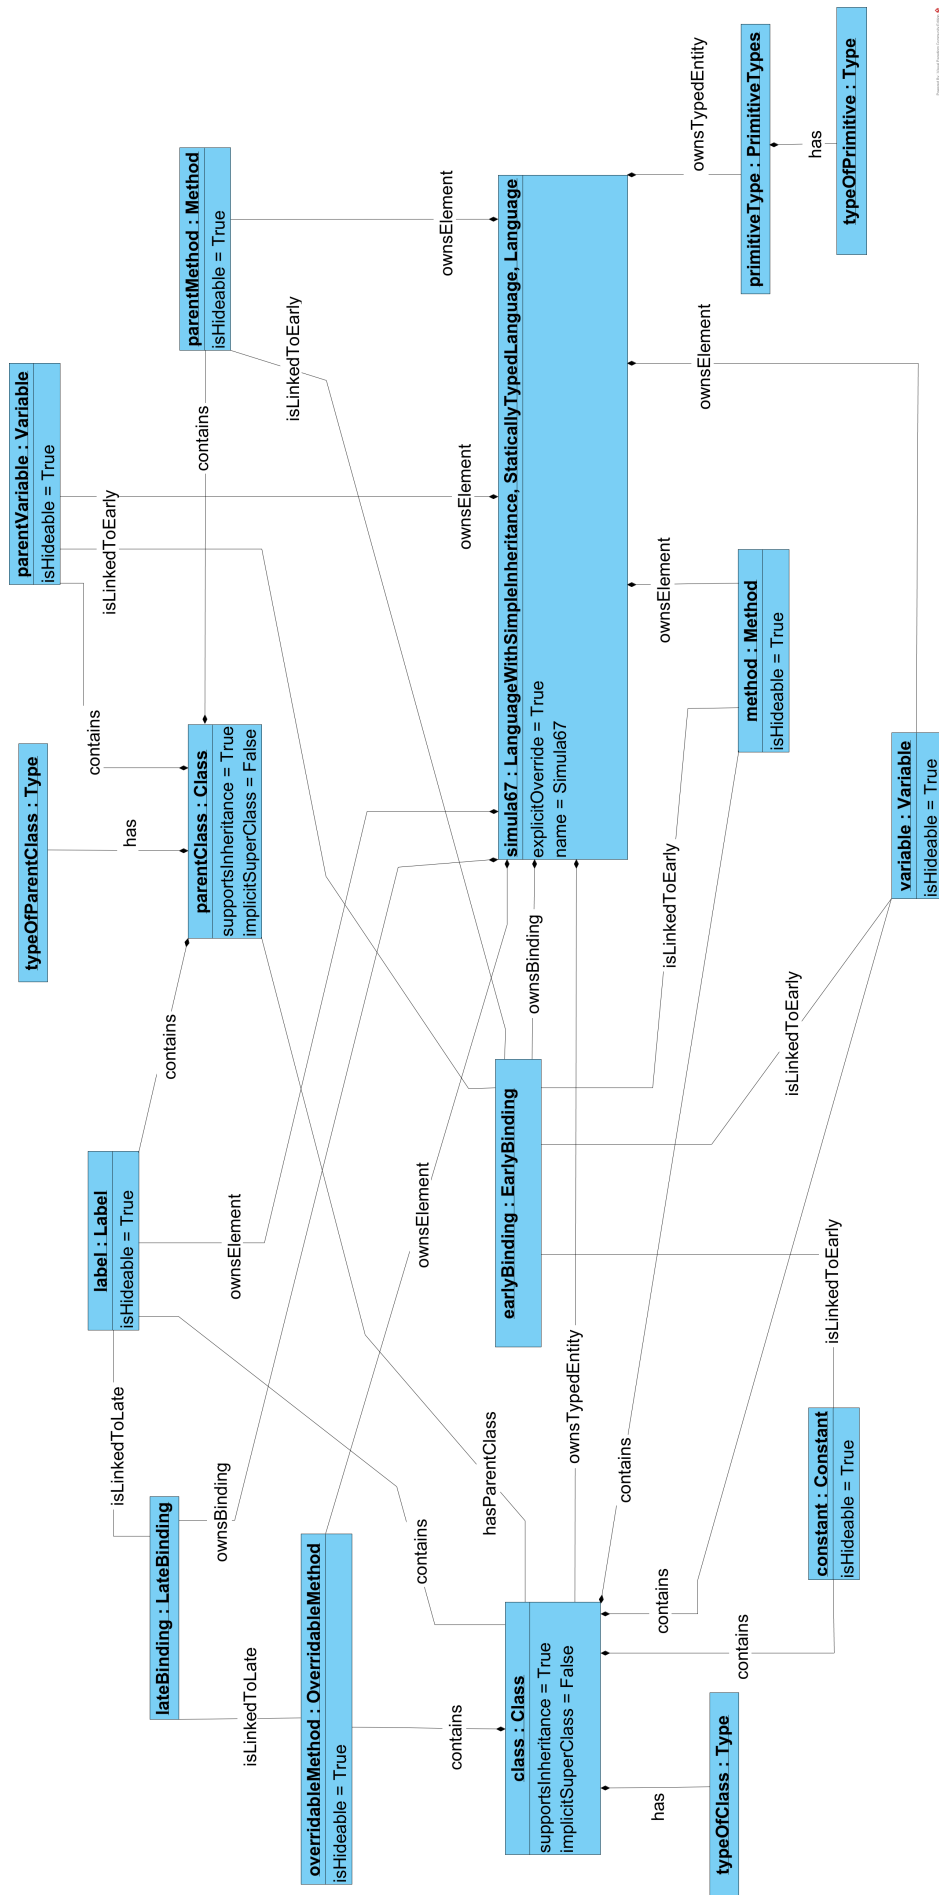 typeOfClass : Type
has
class : Class
supportsInheritance = True
implicitSuperClass = False
contains
overridableMethod : OverridableMethod
isHideable = True
isLinkedToLate
lateBinding : LateBinding
ownsBinding
isLinkedToLate
label : Label
isHideable = True
contains
ownsElement
contains
hasParentClass
ownsElement
ownsTypedEntity
contains
contains
contains
constant : Constant
isHideable = True
isLinkedToEarly
earlyBinding : EarlyBinding
ownsBinding
isLinkedToEarly
isLinkedToEarly
typeOfParentClass : Type
has
parentClass : Class
supportsInheritance = True
implicitSuperClass = False
contains
contains
parentVariable : Variable
isHideable = True
isLinkedToEarly
ownsElement
parentMethod : Method
isHideable = True
isLinkedToEarly
ownsElement
simula67 : LanguageWithSimpleInheritance, StaticallyTypedLanguage, Language
explicitOverride = True
name = Simula67
ownsElement
method : Method
isHideable = True
ownsElement
variable : Variable
isHideable = True
ownsTypedEntity
primitiveType : PrimitiveTypes
has
typeOfPrimitive : Type